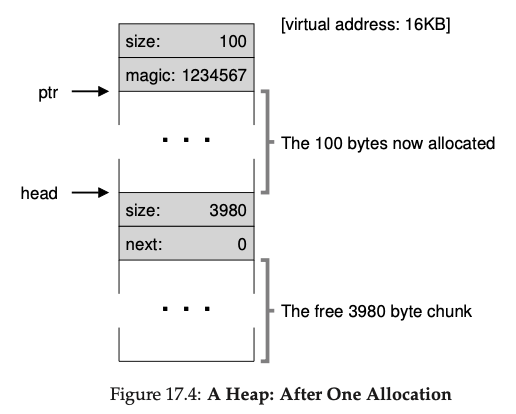 size: 100
[virtual address: 16KB]
magic: 1234567
ptr
. . .
The 100 bytes now allocated
head
size: 3980
next: 0
. . .
The free 3980 byte chunk
Figure 17.4: A Heap: After One Allocation